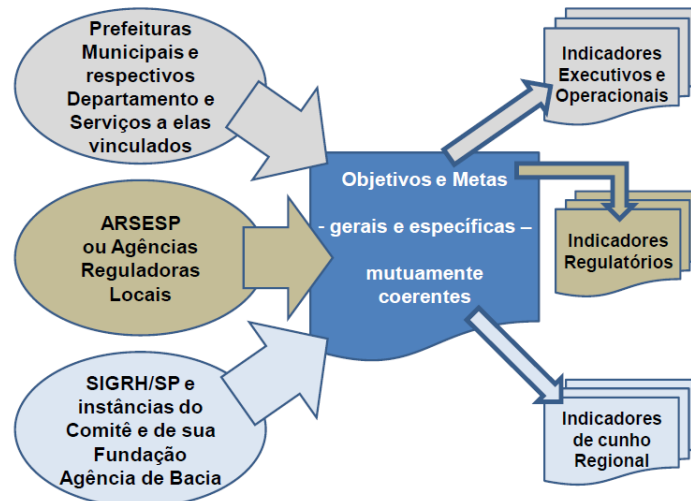 Prefeituras
Municipais e
respectivos
Departamento e
Serviços a elas
vinculados
ARSESP
ou Agências
Reguladoras
Locais
SIGRH/SP e
instâncias do
Comitê e de sua
Fundação
Agência de Bacia
Objetivos e Metas
- gerais e específicas –
mutuamente
coerentes
Indicadores
Executivos e
Operacionais
Indicadores
Regulatórios
Indicadores
de cunho
Regional